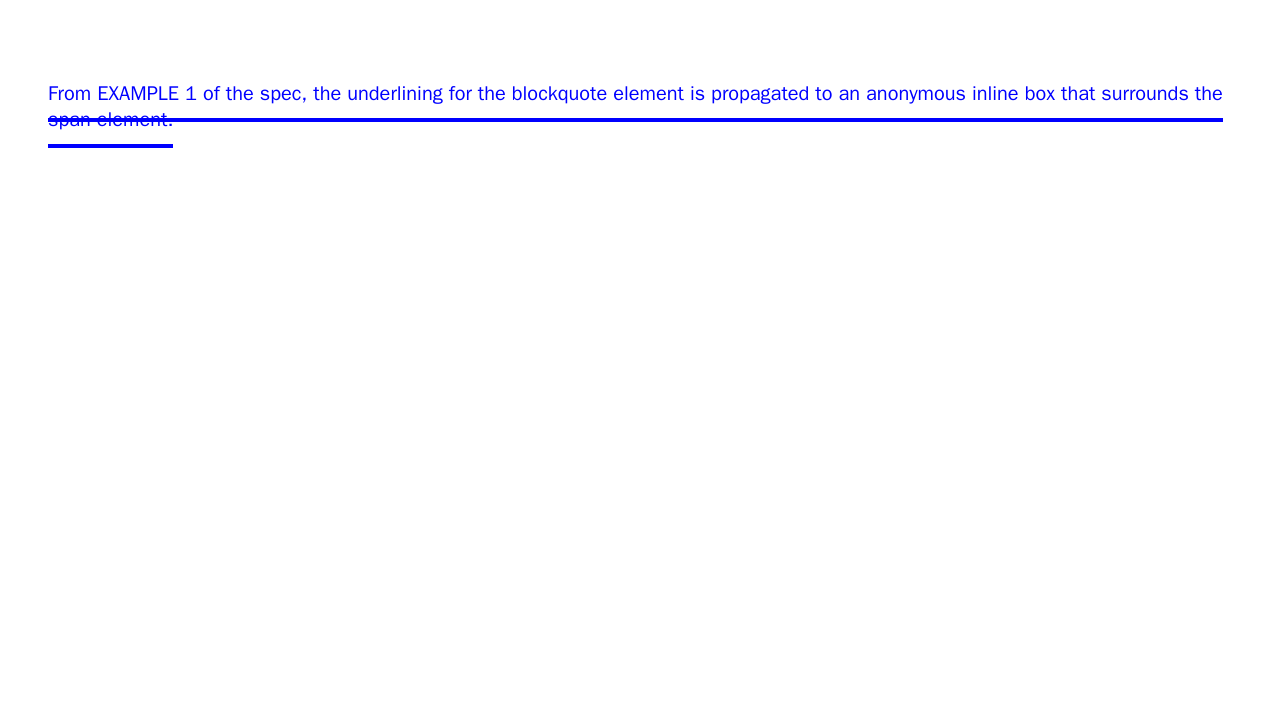 From EXAMPLE 1 of the spec, the underlining for the blockquote element is propagated to an anonymous inline box that surrounds the
span element.